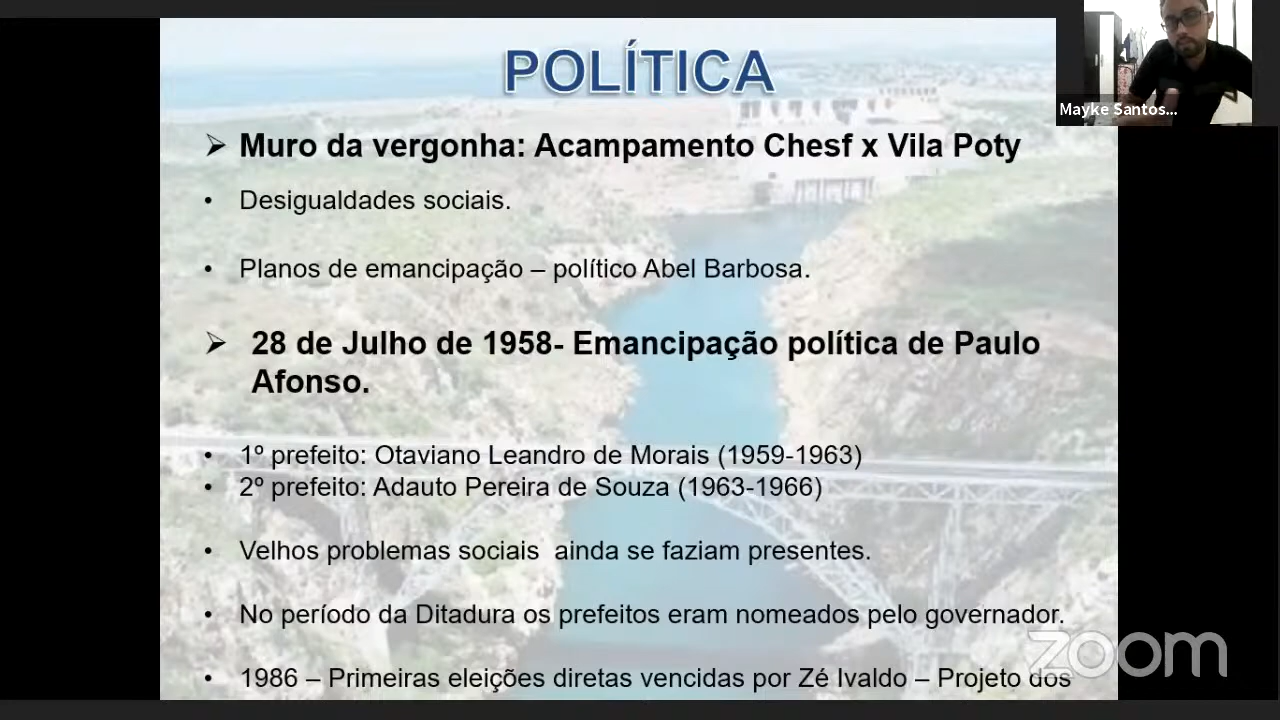 POLÍTICA
Mayke Santos...
Muro da vergonha: Acampamento Chesf x Vila Poty
Desigualdades sociais.
Planos de emancipação – político Abel Barbosa.
28 de Julho de 1958- Emancipação política de Paulo
Afonso.
1º prefeito: Otaviano Leandro de Morais (1959-1963)
2º prefeito: Adauto Pereira de Souza (1963-1966)
Velhos problemas sociais ainda se faziam presentes.
No período da Ditadura os prefeitos eram nomeados pelo governador.
zoom
1986 – Primeiras eleições diretas vencidas por Zé Ivaldo – Projeto dos